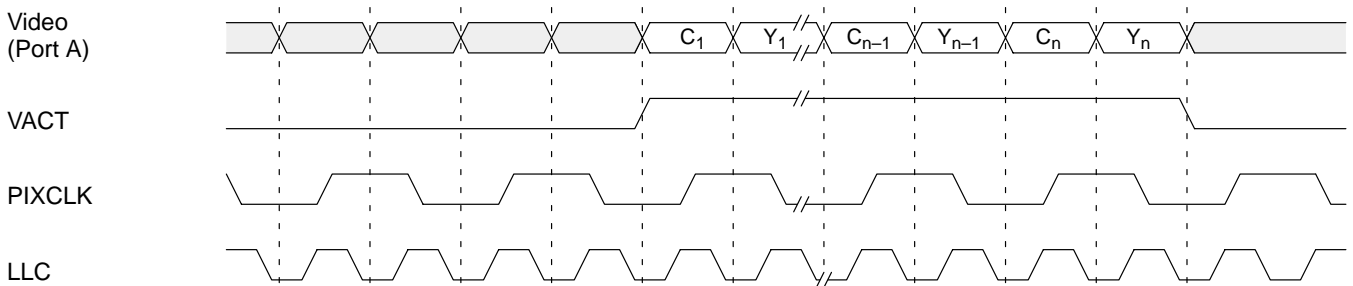 Video
(Port A)
C₁ Y₁ Cₙ₋₁ Yₙ₋₁ Cₙ Yₙ
VACT
PIXCLK
LLC